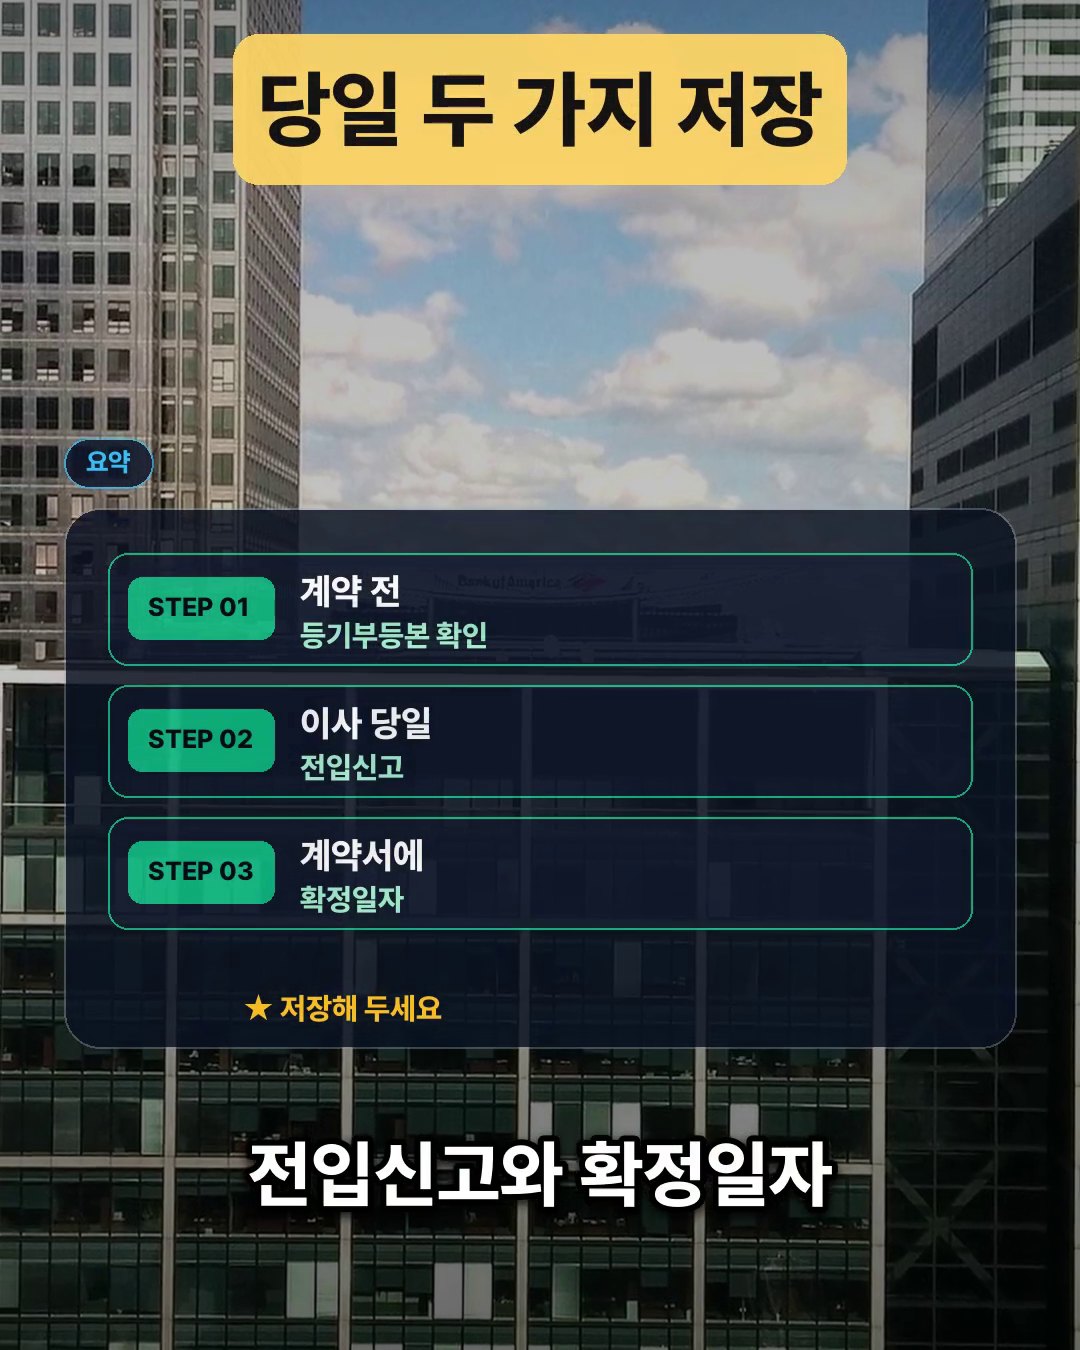 당일 두 가지 저장
요약
BankofAmerica
STEP 01
계약 전
등기부등본 확인
STEP 02
이사 당일
전입신고
STEP 03
계약서에
확정일자
★ 저장해 두세요
전입신고와 확정일자